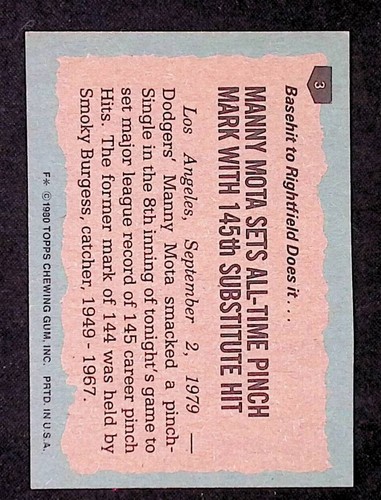 3
Basehit to Rightfield Does it . . .
MANNY MOTA SETS ALL-TIME PINCH
MARK WITH 145th SUBSTITUTE HIT
Los Angeles, September 2, 1979 —
Dodgers' Manny Mota smacked a pinch-
Single in the 8th inning of tonight's game to
set major league record of 145 career pinch
Hits. The former mark of 144 was held by
Smoky Burgess, catcher, 1949 - 1967.
F* © 1980 TOPPS CHEWING GUM, INC. PRTD. IN U.S.A.